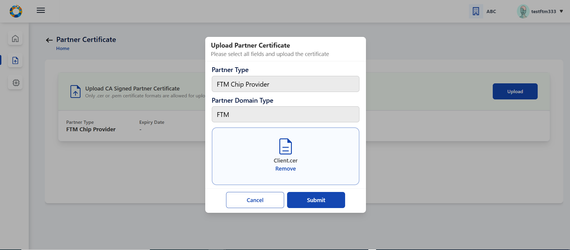 ABC
testftm333
Partner Certificate
Home
Upload Partner Certificate
Please select all fields and upload the certificate
Partner Type
FTM Chip Provider
Partner Domain Type
FTM
Client.cer
Remove
Cancel
Submit
Upload CA Signed Partner Certificate
Only .cer or .pem certificate formats are allowed for uplo
Upload
Partner Type
Expiry Date
FTM Chip Provider
-